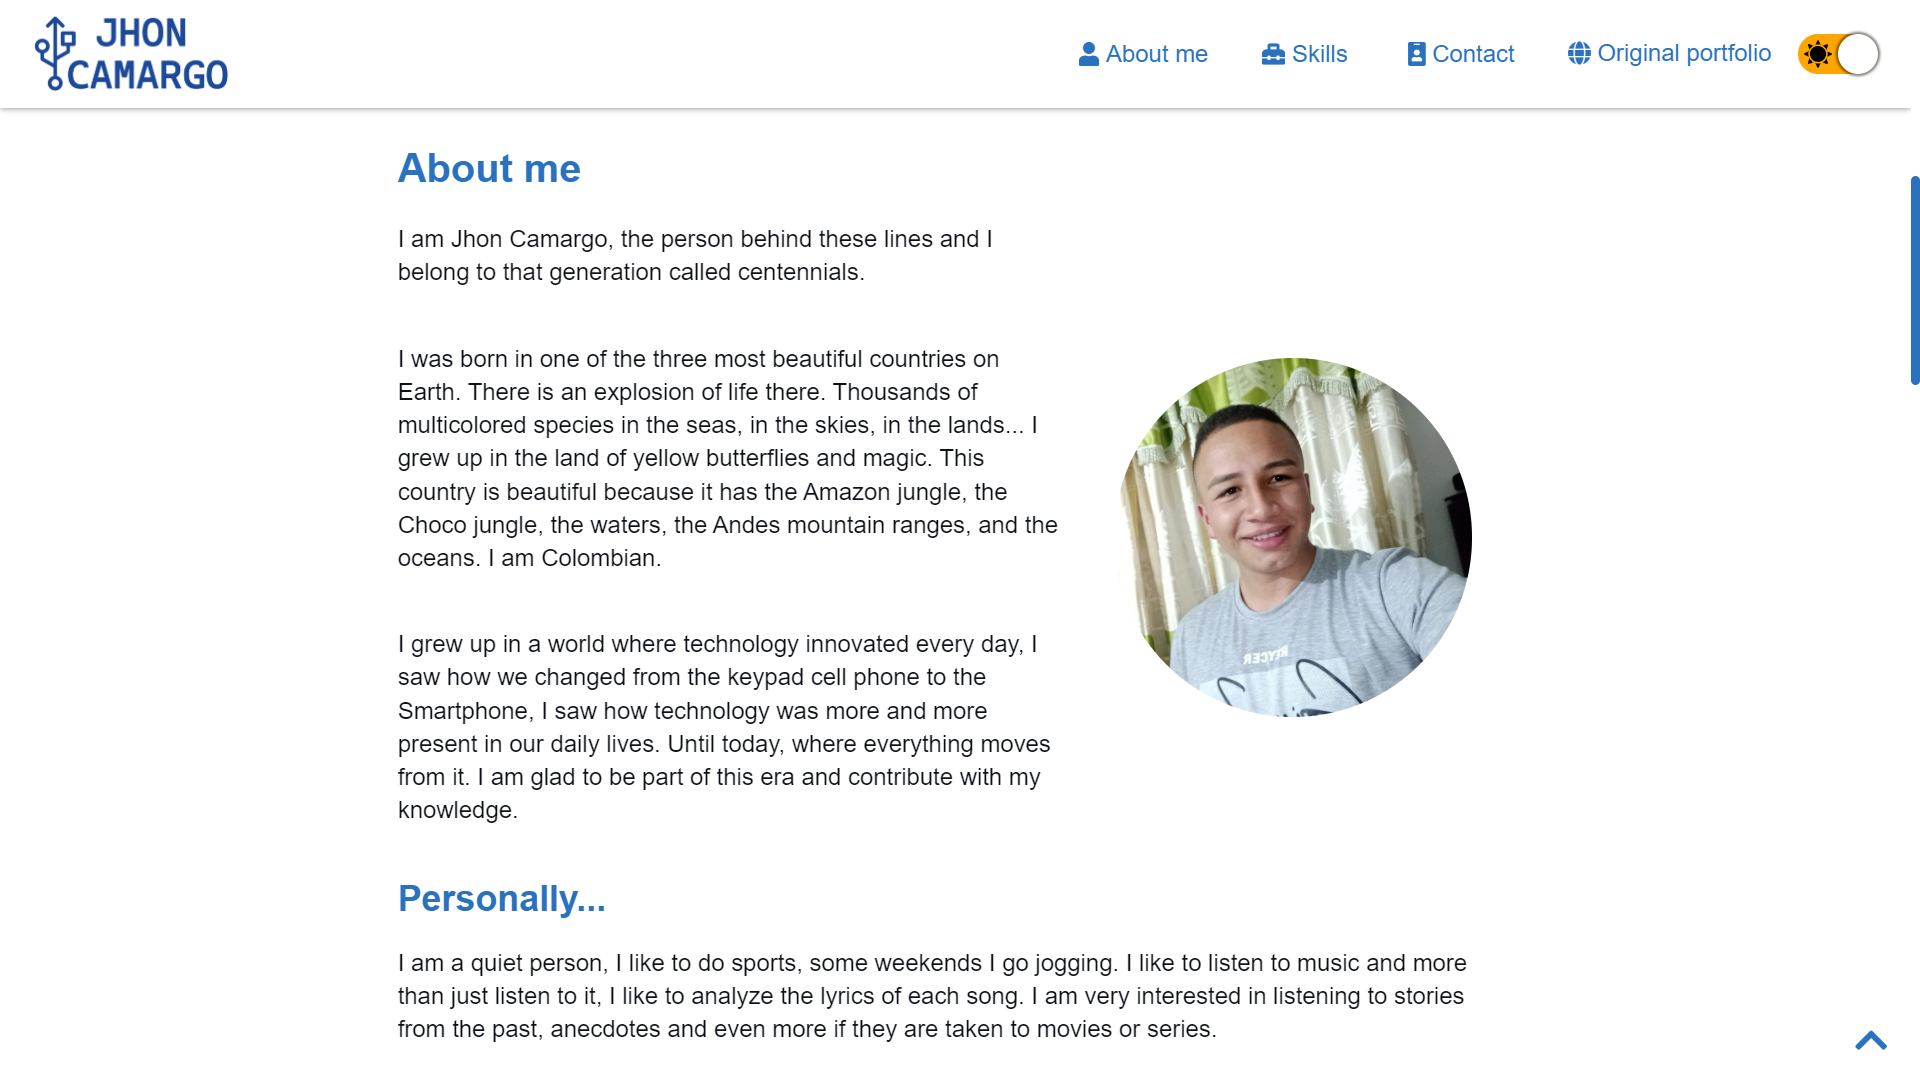 JHON
CAMARGO
About me
Skills
Contact
Original portfolio
About me
I am Jhon Camargo, the person behind these lines and I
belong to that generation called centennials.
I was born in one of the three most beautiful countries on
Earth. There is an explosion of life there. Thousands of
multicolored species in the seas, in the skies, in the lands... I
grew up in the land of yellow butterflies and magic. This
country is beautiful because it has the Amazon jungle, the
Choco jungle, the waters, the Andes mountain ranges, and the
oceans. I am Colombian.
I grew up in a world where technology innovated every day, I
saw how we changed from the keypad cell phone to the
Smartphone, I saw how technology was more and more
present in our daily lives. Until today, where everything moves
from it. I am glad to be part of this era and contribute with my
knowledge.
Personally...
I am a quiet person, I like to do sports, some weekends I go jogging. I like to listen to music and more
than just listen to it, I like to analyze the lyrics of each song. I am very interested in listening to stories
from the past, anecdotes and even more if they are taken to movies or series.